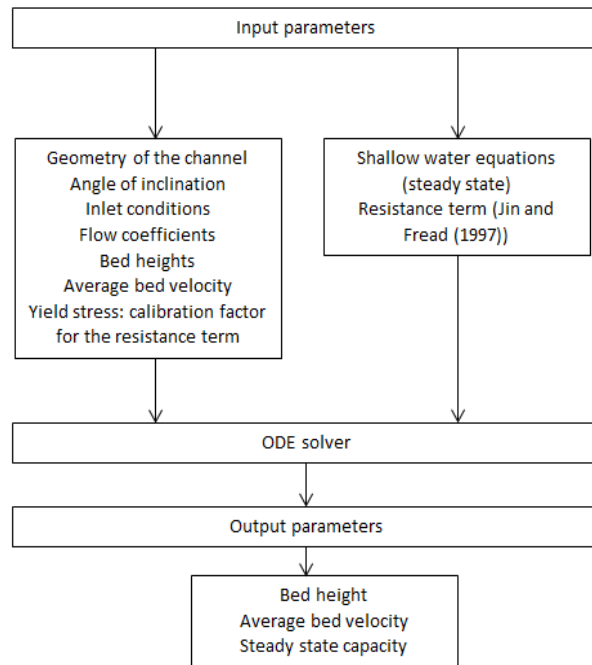 Input parameters
Geometry of the channel
Angle of inclination
Inlet conditions
Flow coefficients
Bed heights
Average bed velocity
Yield stress: calibration factor
for the resistance term
Shallow water equations
(steady state)
Resistance term (Jin and
Fread (1997))
ODE solver
Output parameters
Bed height
Average bed velocity
Steady state capacity